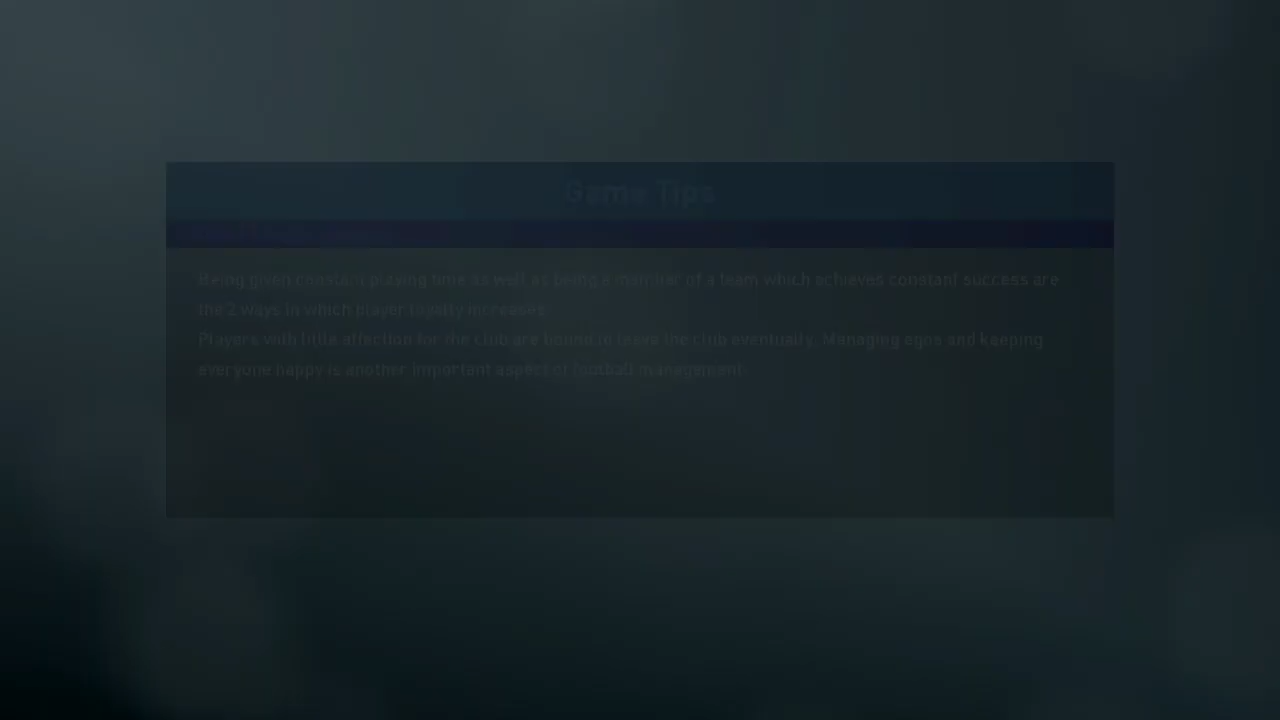 Game Tips
Being given constant playing time as well as being a member of a team which achieves constant success are
the 2 ways in which player loyalty increases.
Players with little affection for the club are bound to leave the club eventually. Managing egos and keeping
everyone happy is another important aspect of football management.